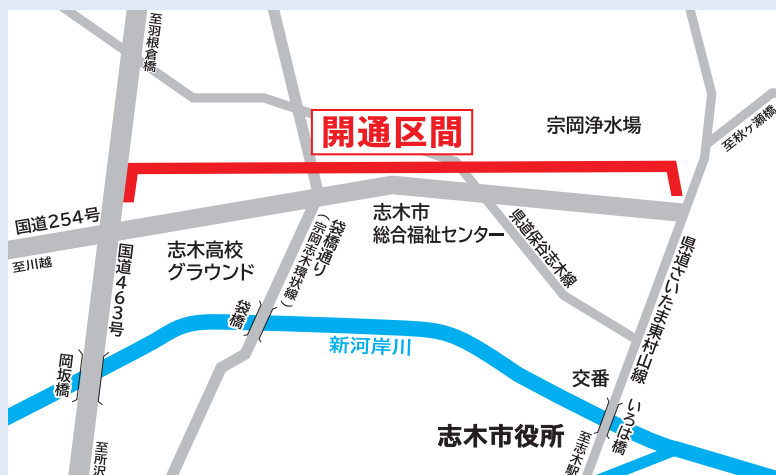 至羽根倉橋
開通区間
宗岡浄水場
至秋ヶ瀬橋
国道254号
至川越
国道463号
志木高校
グラウンド
袋橋通り
（宗岡志木環状線）
志木市
総合福祉センター
県道保谷志木線
県道さいたま東村山線
袋橋
新河岸川
岡坂橋
交番
いろは橋
志木市役所
至志木駅
至所沢